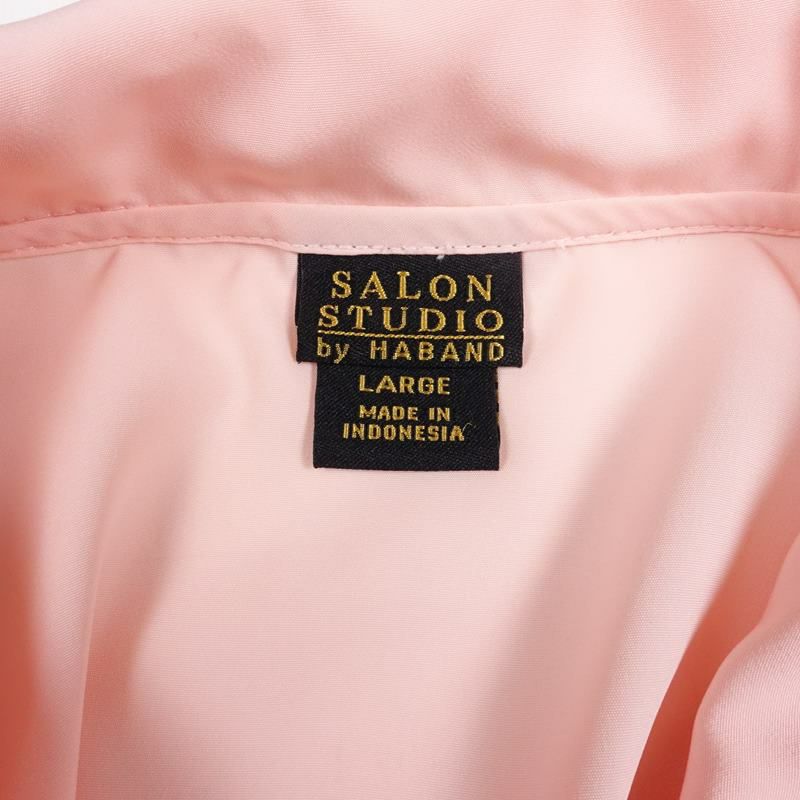 SALON
STUDIO
by HABAND
LARGE
MADE IN
INDONESIA